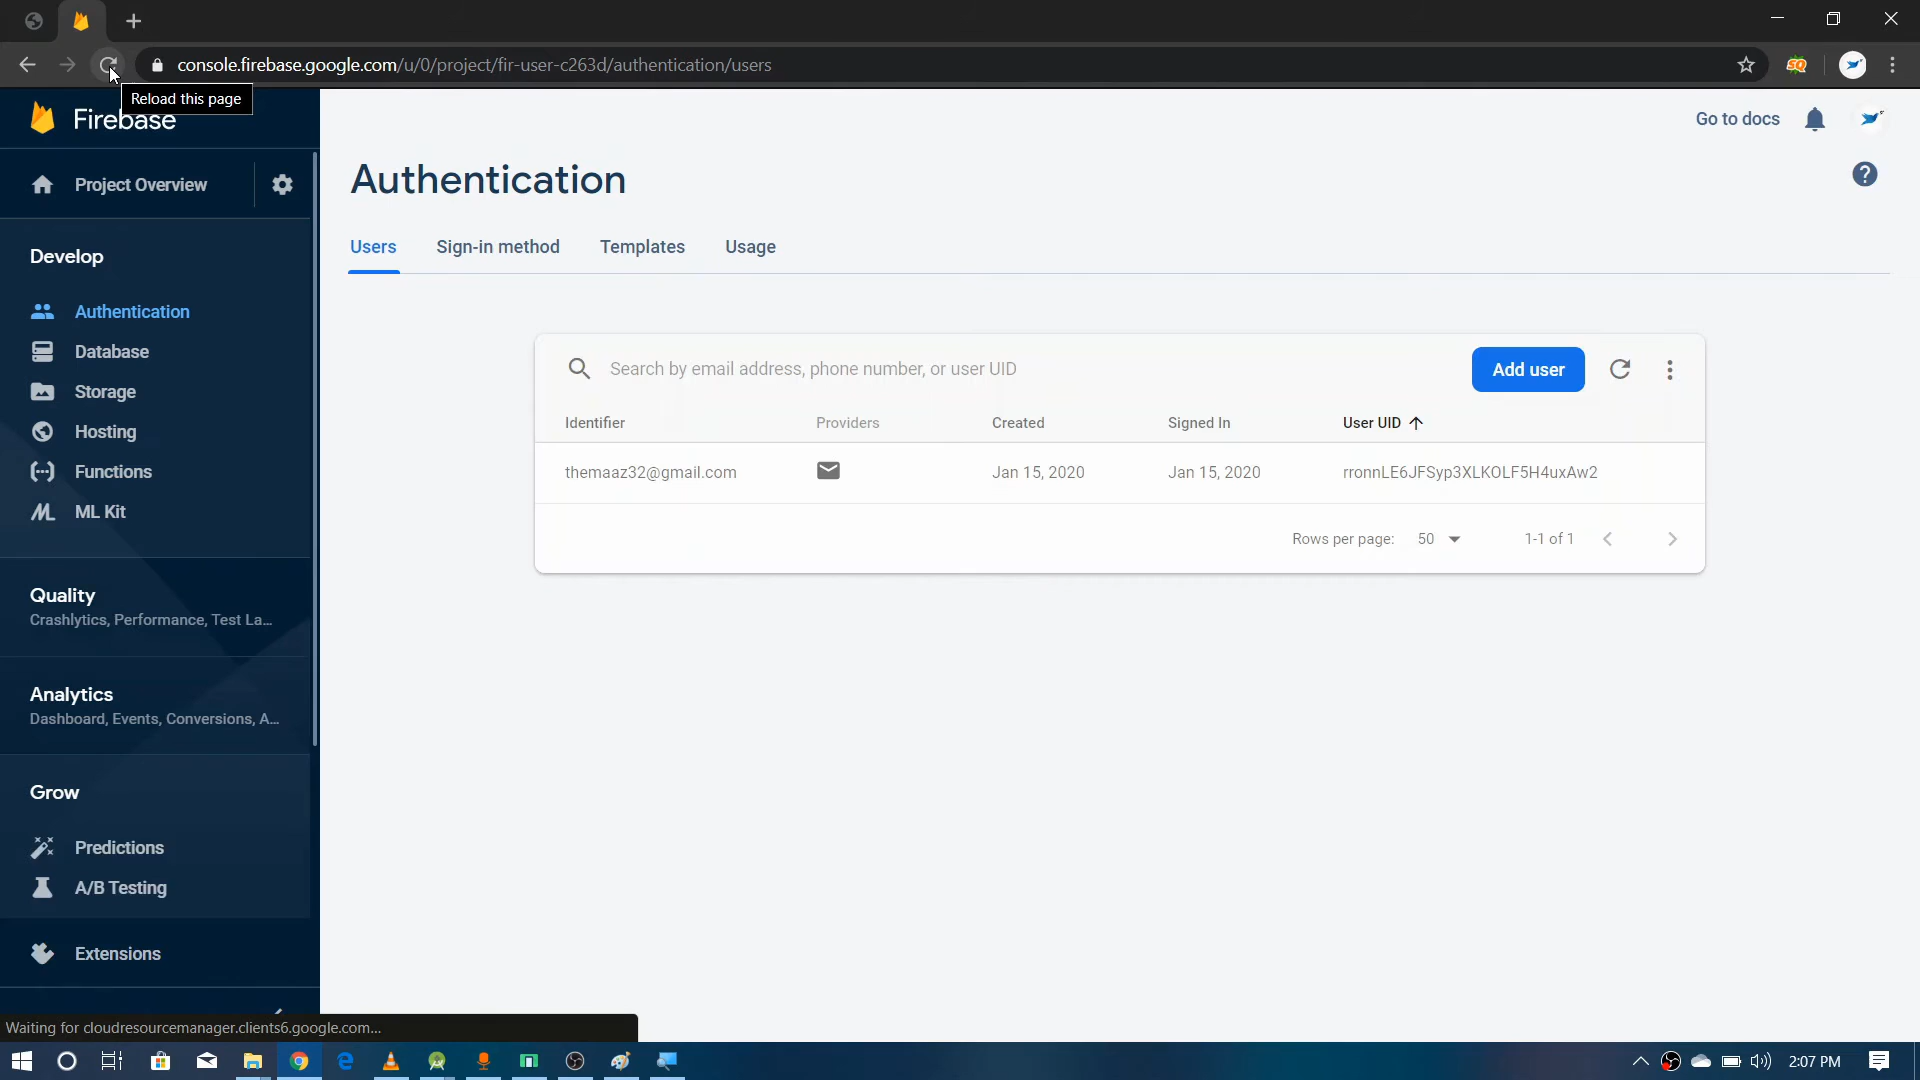 console.firebase.google.com/u/0/project/fir-user-c263d/authentication/users
Reload this page
Firebase
Go to docs
Project Overview
Authentication
Develop
Users
Sign-in method
Templates
Usage
Authentication
Database
Storage
Hosting
Functions
ML Kit
Search by email address, phone number, or user UID
Add user
Identifier
Providers
Created
Signed In
User UID
themaaz32@gmail.com
Jan 15, 2020
Jan 15, 2020
rronnLE6JFSyp3XLKOLF5H4uxAw2
Rows per page:
50
1-1 of 1
Quality
Crashlytics, Performance, Test La...
Analytics
Dashboard, Events, Conversions, A...
Grow
Predictions
A/B Testing
Extensions
Waiting for cloudresourcemanager.clients6.google.com...
2:07 PM